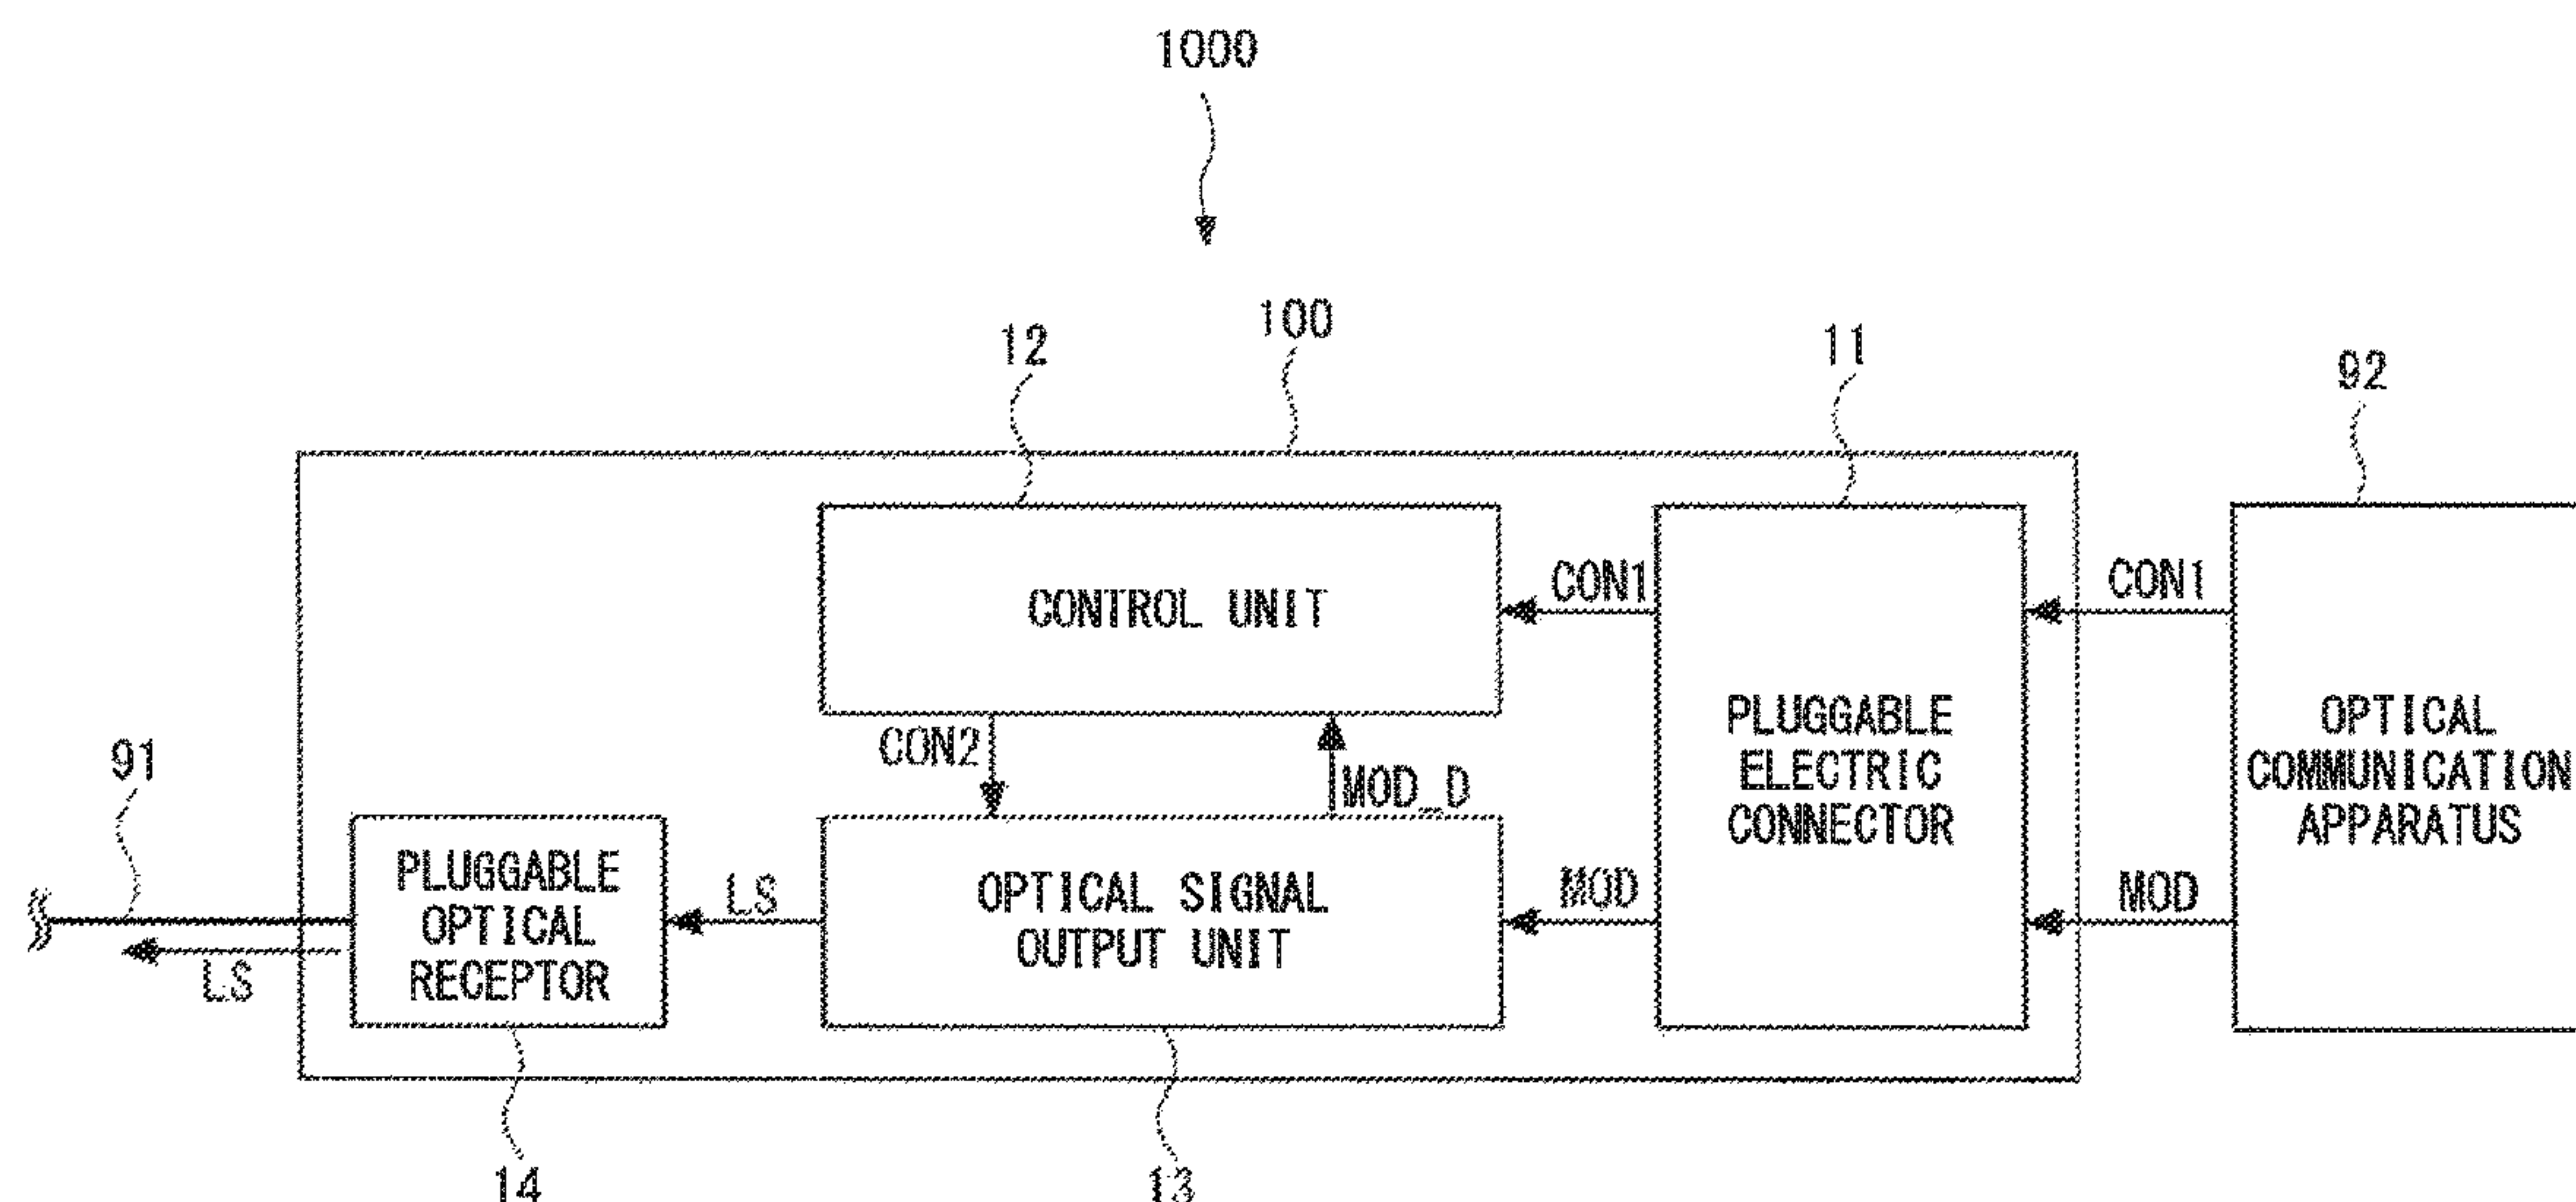 1000
100
12
11
92
CON1
CON1
CONTROL UNIT
PLUGGABLE
ELECTRIC
CONNECTOR
OPTICAL
COMMUNICATION
APPARATUS
CON2
MOD_D
91
PLUGGABLE
OPTICAL
RECEPTOR
LS
OPTICAL SIGNAL
OUTPUT UNIT
MOD
MOD
LS
14
13